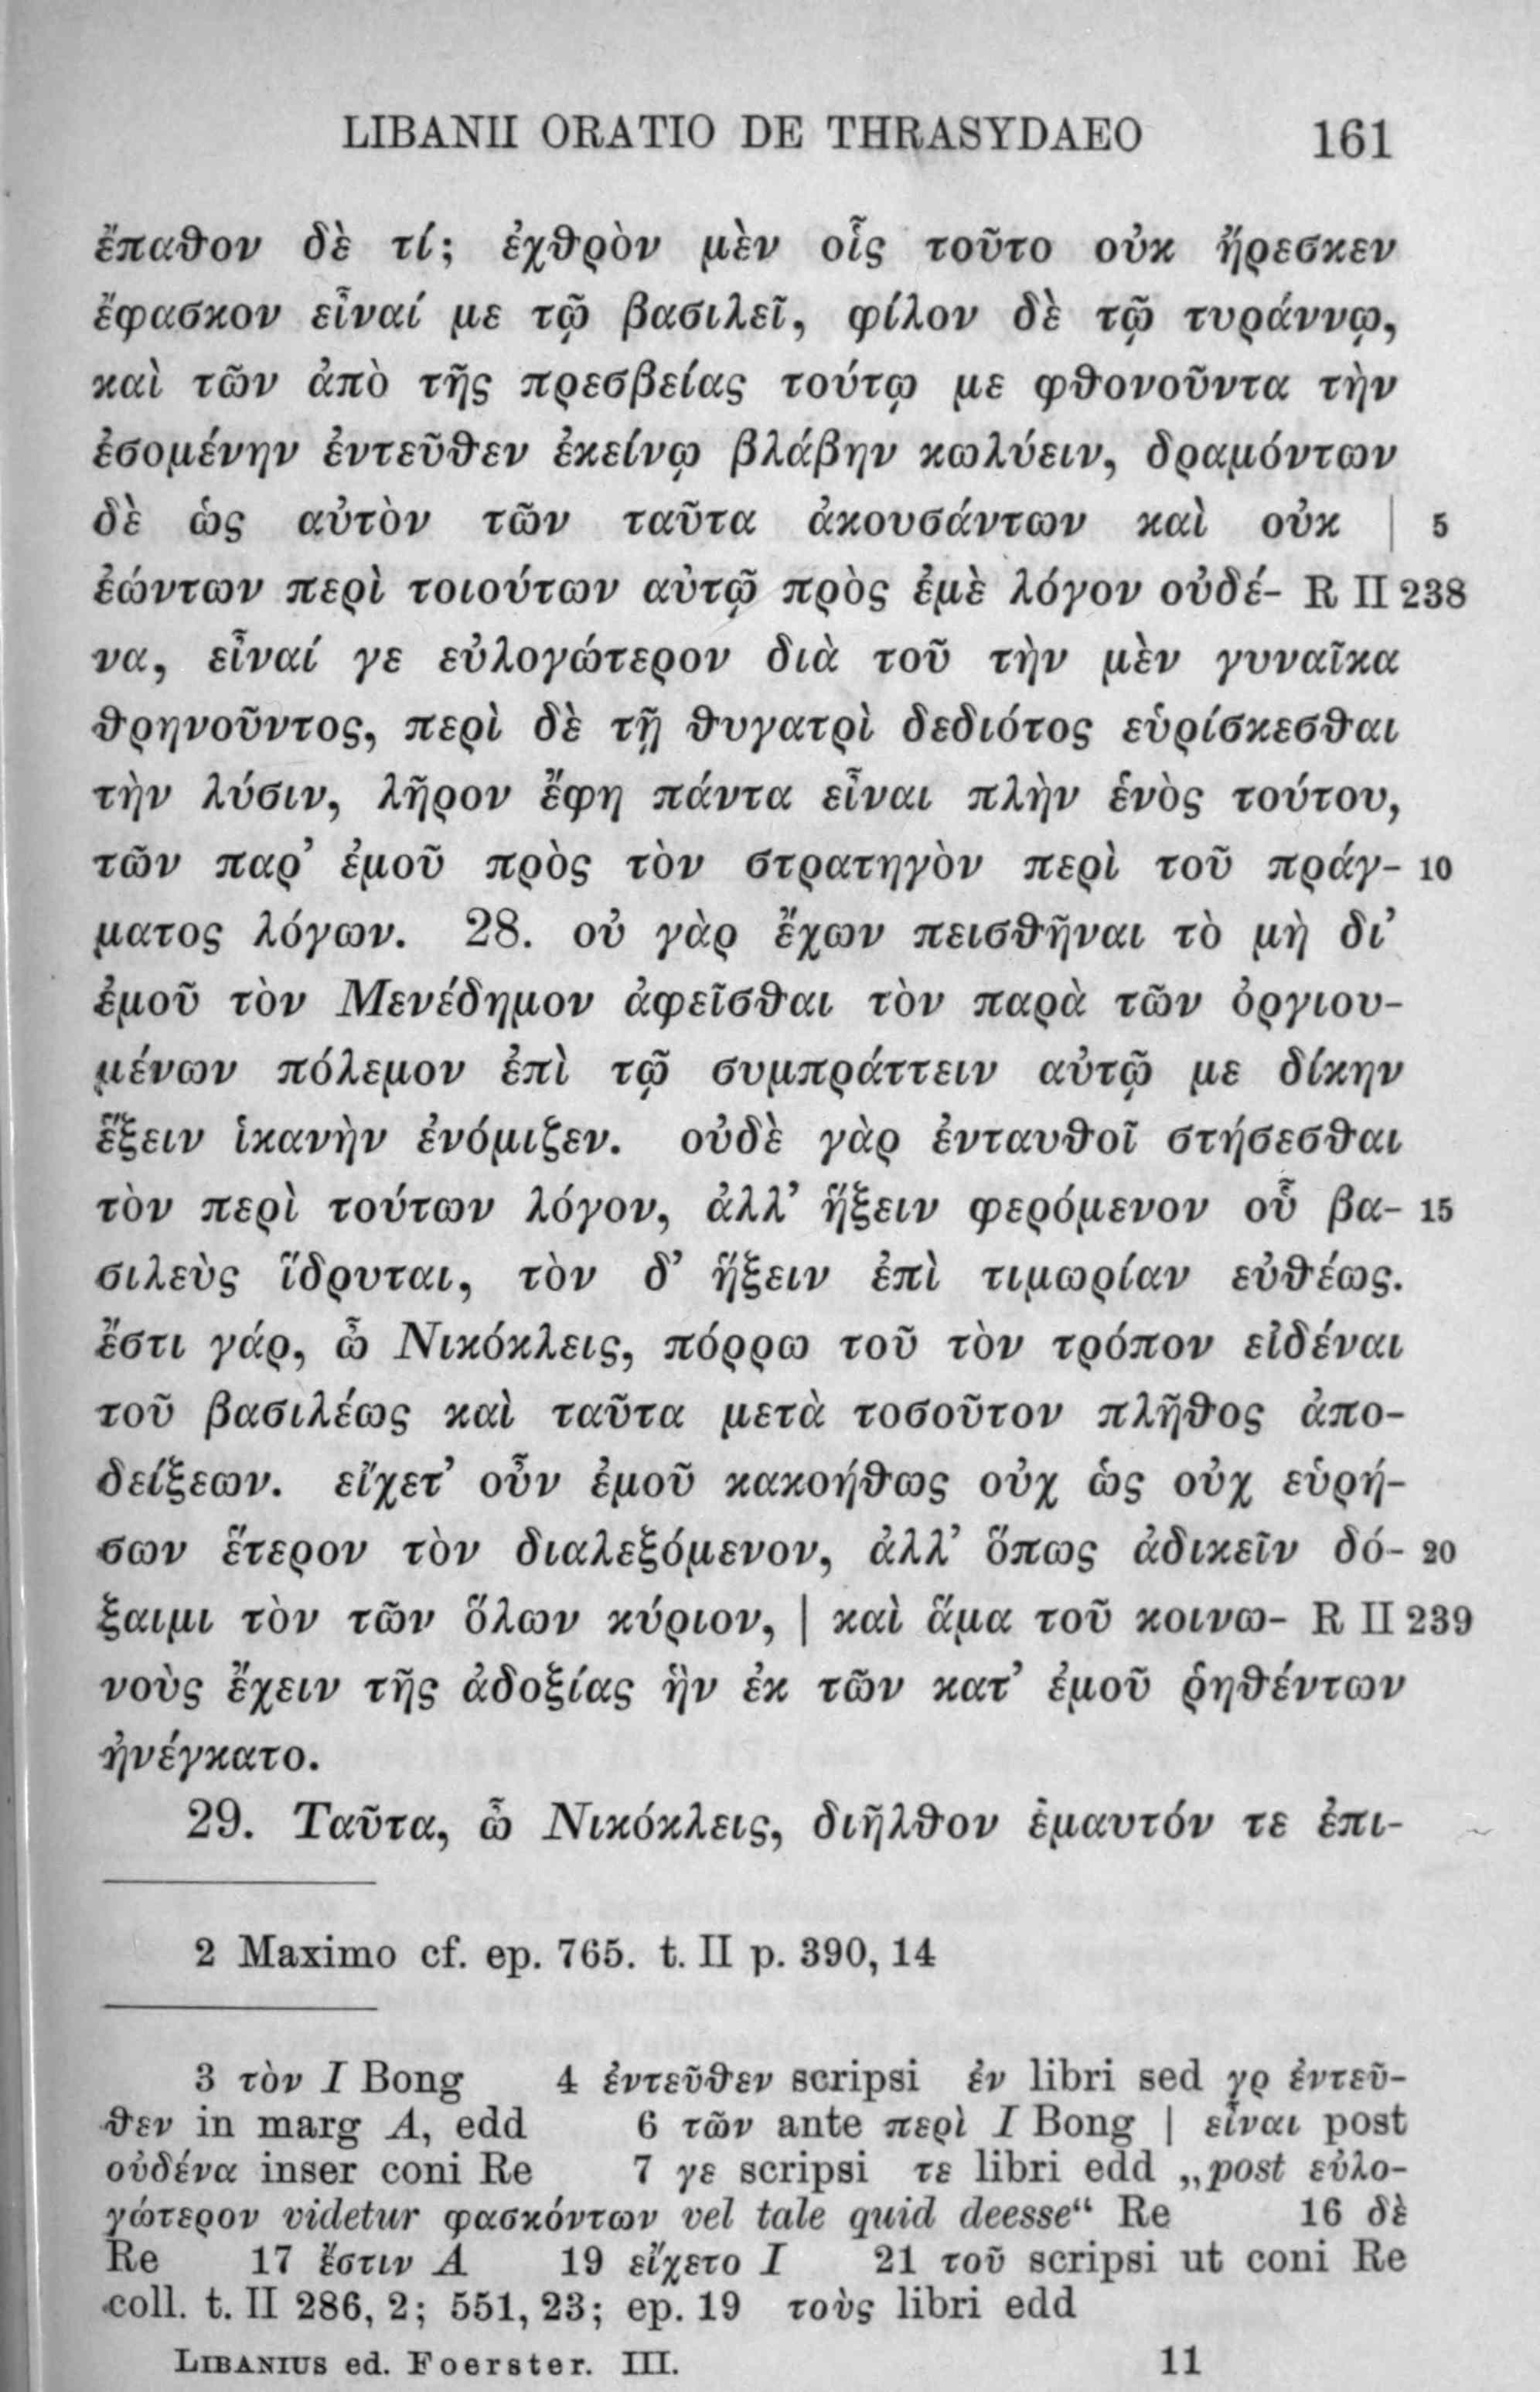 LIBANII ORATIO DE THRASYDAEO 161
ἔπαθον δὲ τί; ἐχθρὸν μὲν οἷς τοῦτο οὐκ ἤρεσκεν
ἔφασκον εἶναί με τῷ βασιλεῖ, φίλον δὲ τῷ τυράννῳ,
καὶ τῶν ἀπὸ τῆς πρεσβείας τούτῳ με φθονοῦντα τὴν
ἐσομένην ἐντεῦθεν ἐκείνῳ βλάβην κωλύειν, δραμόντων
δὲ ὡς αὐτὸν τῶν ταῦτα ἀκουσάντων καὶ οὐκ | 5
ἐώντων περὶ τοιούτων αὐτῷ πρὸς ἐμὲ λόγον οὐδέ- R II 238
να, εἶναί γε εὐλογώτερον διὰ τοῦ τὴν μὲν γυναῖκα
θρηνοῦντος, περὶ δὲ τῇ θυγατρὶ δεδιότος εὑρίσκεσθαι
τὴν λύσιν, λῆρον ἔφη πάντα εἶναι πλὴν ἑνὸς τούτου,
τῶν παρ’ ἐμοῦ πρὸς τὸν στρατηγὸν περὶ τοῦ πράγ- 10
ματος λόγων. 28. οὐ γὰρ ἔχων πεισθῆναι τὸ μὴ δι’
ἐμοῦ τὸν Μενέδημον ἀφεῖσθαι τὸν παρὰ τῶν ὀργιου-
μένων πόλεμον ἐπὶ τῷ συμπράττειν αὐτῷ με δίκην
ἕξειν ἱκανὴν ἐνόμιζεν. οὐδὲ γὰρ ἐνταυθοῖ στήσεσθαι
τὸν περὶ τούτων λόγον, ἀλλ’ ἥξειν φερόμενον οὗ βα- 15
σιλεὺς ἵδρυται, τὸν δ’ ἥξειν ἐπὶ τιμωρίαν εὐθέως.
ἔστι γάρ, ὦ Νικόκλεις, πόρρω τοῦ τὸν τρόπον εἰδέναι
τοῦ βασιλέως καὶ ταῦτα μετὰ τοσοῦτον πλῆθος ἀπο-
δείξεων. εἴχετ’ οὖν ἐμοῦ κακοήθως οὐχ ὡς οὐχ εὑρή-
σων ἕτερον τὸν διαλεξόμενον, ἀλλ’ ὅπως ἀδικεῖν δό- 20
ξαιμι τὸν τῶν ὅλων κύριον, | καὶ ἅμα τοῦ κοινω- R II 239
νοὺς ἔχειν τῆς ἀδοξίας ἣν ἐκ τῶν κατ’ ἐμοῦ ῥηθέντων
ἠνέγκατο.
29. Ταῦτα, ὦ Νικόκλεις, διῆλθον ἐμαυτόν τε ἐπι-
2 Maximo cf. ep. 765. t. II p. 390, 14
3 τὸν I Bong 4 ἐντεῦθεν scripsi ἐν libri sed γρ ἐντεῦ-
θεν in marg A, edd 6 τῶν ante περὶ I Bong | εἶναι post
οὐδένα inser coni Re 7 γε scripsi τε libri edd „post εὐλο-
γώτερον videtur φασκόντων vel tale quid deesse“ Re 16 δὲ
Re 17 ἔστιν A 19 εἴχετο I 21 τοῦ scripsi ut coni Re
coll. t. II 286, 2; 551, 23; ep. 19 τοὺς libri edd
LIBANIUS ed. Foerster. III. 11